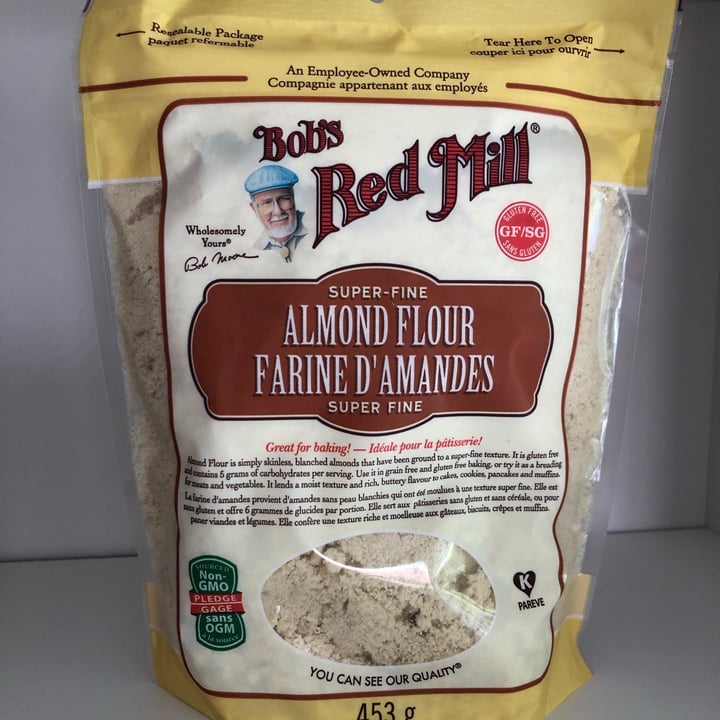 Resealable Package
paquet refermable
Tear Here To Open
couper ici pour ouvrir
An Employee-Owned Company
Compagnie appartenant aux employés
Bob's
Red Mill®
Wholesomely
Yours®
Bob Moore
GLUTEN FREE
GF/SG
SANS GLUTEN
SUPER-FINE
ALMOND FLOUR
FARINE D'AMANDES
SUPER FINE
Great for baking! — Idéale pour la pâtisserie!
Almond Flour is simply skinless, blanched almonds that have been ground to a super-fine texture. It is gluten free
and contains 6 grams of carbohydrates per serving. Use it in grain free and gluten free baking, or try it as a breading
for meats and vegetables. It lends a moist texture and rich, buttery flavour to cakes, cookies, pancakes and muffins.
La farine d'amandes provient d'amandes sans peau blanchies qui ont été moulues à une texture super fine. Elle est
sans gluten et offre 6 grammes de glucides par portion. Elle sert aux pâtisseries sans gluten et sans céréale, ou pour
paner viandes et légumes. Elle confère une texture riche et moelleuse aux gâteaux, biscuits, crêpes et muffins.
SOURCED
Non-
GMO
PLEDGE
GAGE
sans
OGM
à la source
K
PAREVE
YOU CAN SEE OUR QUALITY®
453 g